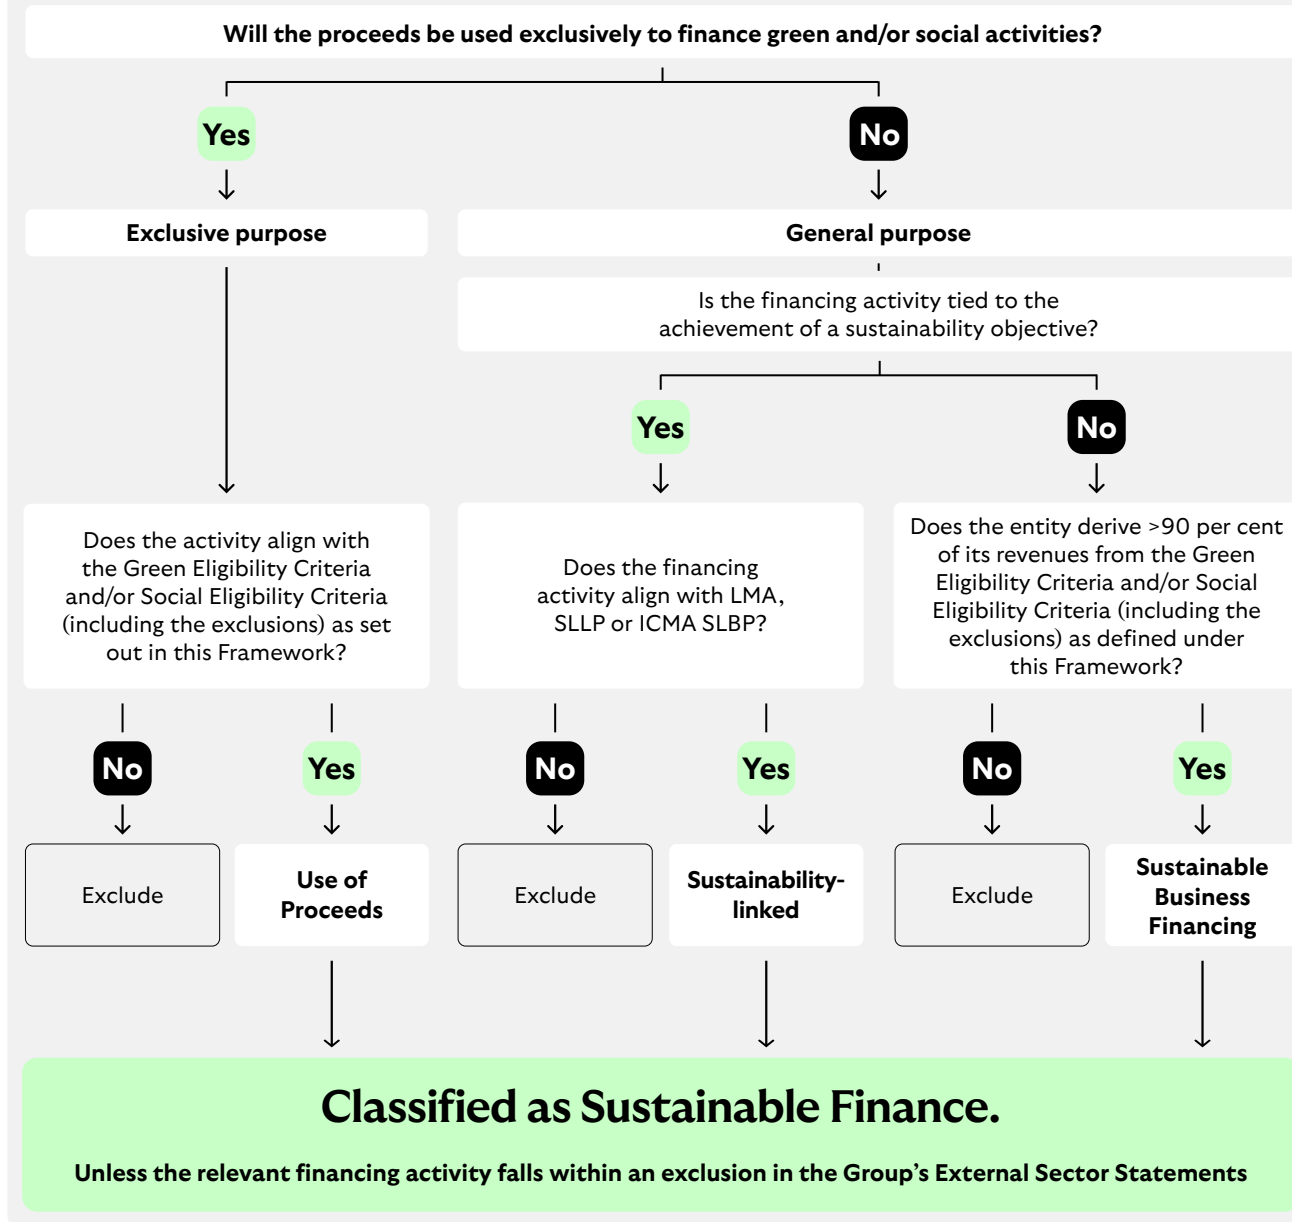 Will the proceeds be used exclusively to finance green and/or social activities?
Yes
No
Exclusive purpose
General purpose
Is the financing activity tied to the
achievement of a sustainability objective?
Yes
No
Does the activity align with
the Green Eligibility Criteria
and/or Social Eligibility Criteria
(including the exclusions) as set
out in this Framework?
Does the financing
activity align with LMA,
SLLP or ICMA SLBP?
Does the entity derive >90 per cent
of its revenues from the Green
Eligibility Criteria and/or Social
Eligibility Criteria (including the
exclusions) as defined under
this Framework?
No
Yes
No
Yes
No
Yes
Exclude
Use of
Proceeds
Exclude
Sustainability-
linked
Exclude
Sustainable
Business
Financing
Classified as Sustainable Finance.
Unless the relevant financing activity falls within an exclusion in the Group's External Sector Statements